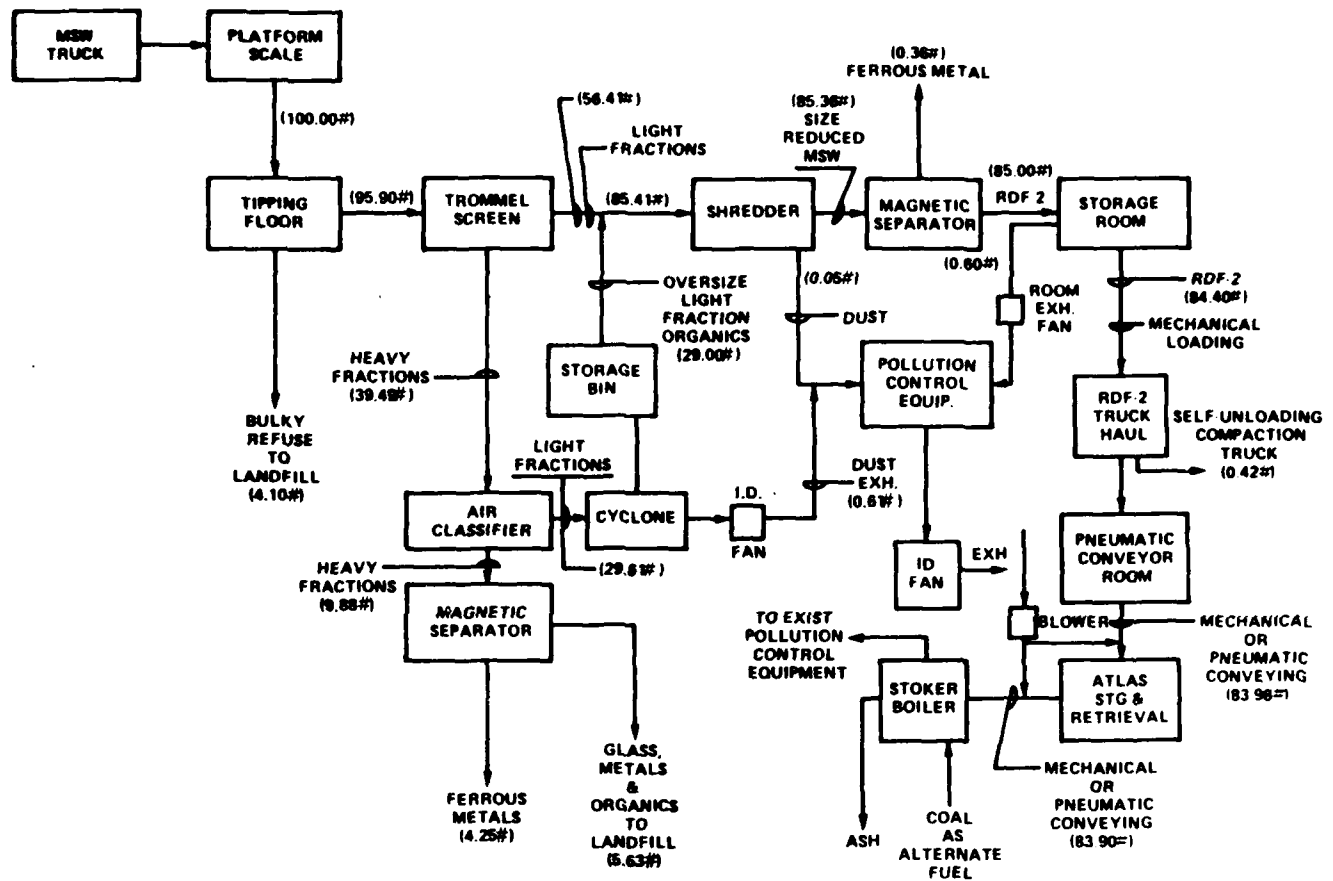 MSW
TRUCK
PLATFORM
SCALE
(100.00#)
TIPPING
FLOOR
(95.90#)
BULKY
REFUSE
TO
LANDFILL
(4.10#)
TROMMEL
SCREEN
(56.41#)
LIGHT
FRACTIONS
(85.41#)
OVERSIZE
LIGHT
FRACTION
ORGANICS
(29.00#)
STORAGE
BIN
HEAVY
FRACTIONS
(39.49#)
AIR
CLASSIFIER
LIGHT
FRACTIONS
(29.61#)
CYCLONE
I.D.
FAN
DUST
EXH.
(0.61#)
HEAVY
FRACTIONS
(9.88#)
MAGNETIC
SEPARATOR
FERROUS
METALS
(4.25#)
GLASS,
METALS
&
ORGANICS
TO
LANDFILL
(5.63#)
SHREDDER
(0.05#)
DUST
(85.36#)
SIZE
REDUCED
MSW
MAGNETIC
SEPARATOR
(0.36#)
FERROUS METAL
(85.00#)
RDF 2
STORAGE
ROOM
(0.60#)
ROOM
EXH.
FAN
POLLUTION
CONTROL
EQUIP.
ID
FAN
EXH
RDF-2
(84.40#)
MECHANICAL
LOADING
RDF-2
TRUCK
HAUL
SELF-UNLOADING
COMPACTION
TRUCK
(0.42#)
PNEUMATIC
CONVEYOR
ROOM
BLOWER
MECHANICAL
OR
PNEUMATIC
CONVEYING
(83.98#)
ATLAS
STG &
RETRIEVAL
MECHANICAL
OR
PNEUMATIC
CONVEYING
(83.90#)
STOKER
BOILER
TO EXIST
POLLUTION
CONTROL
EQUIPMENT
ASH
COAL
AS
ALTERNATE
FUEL